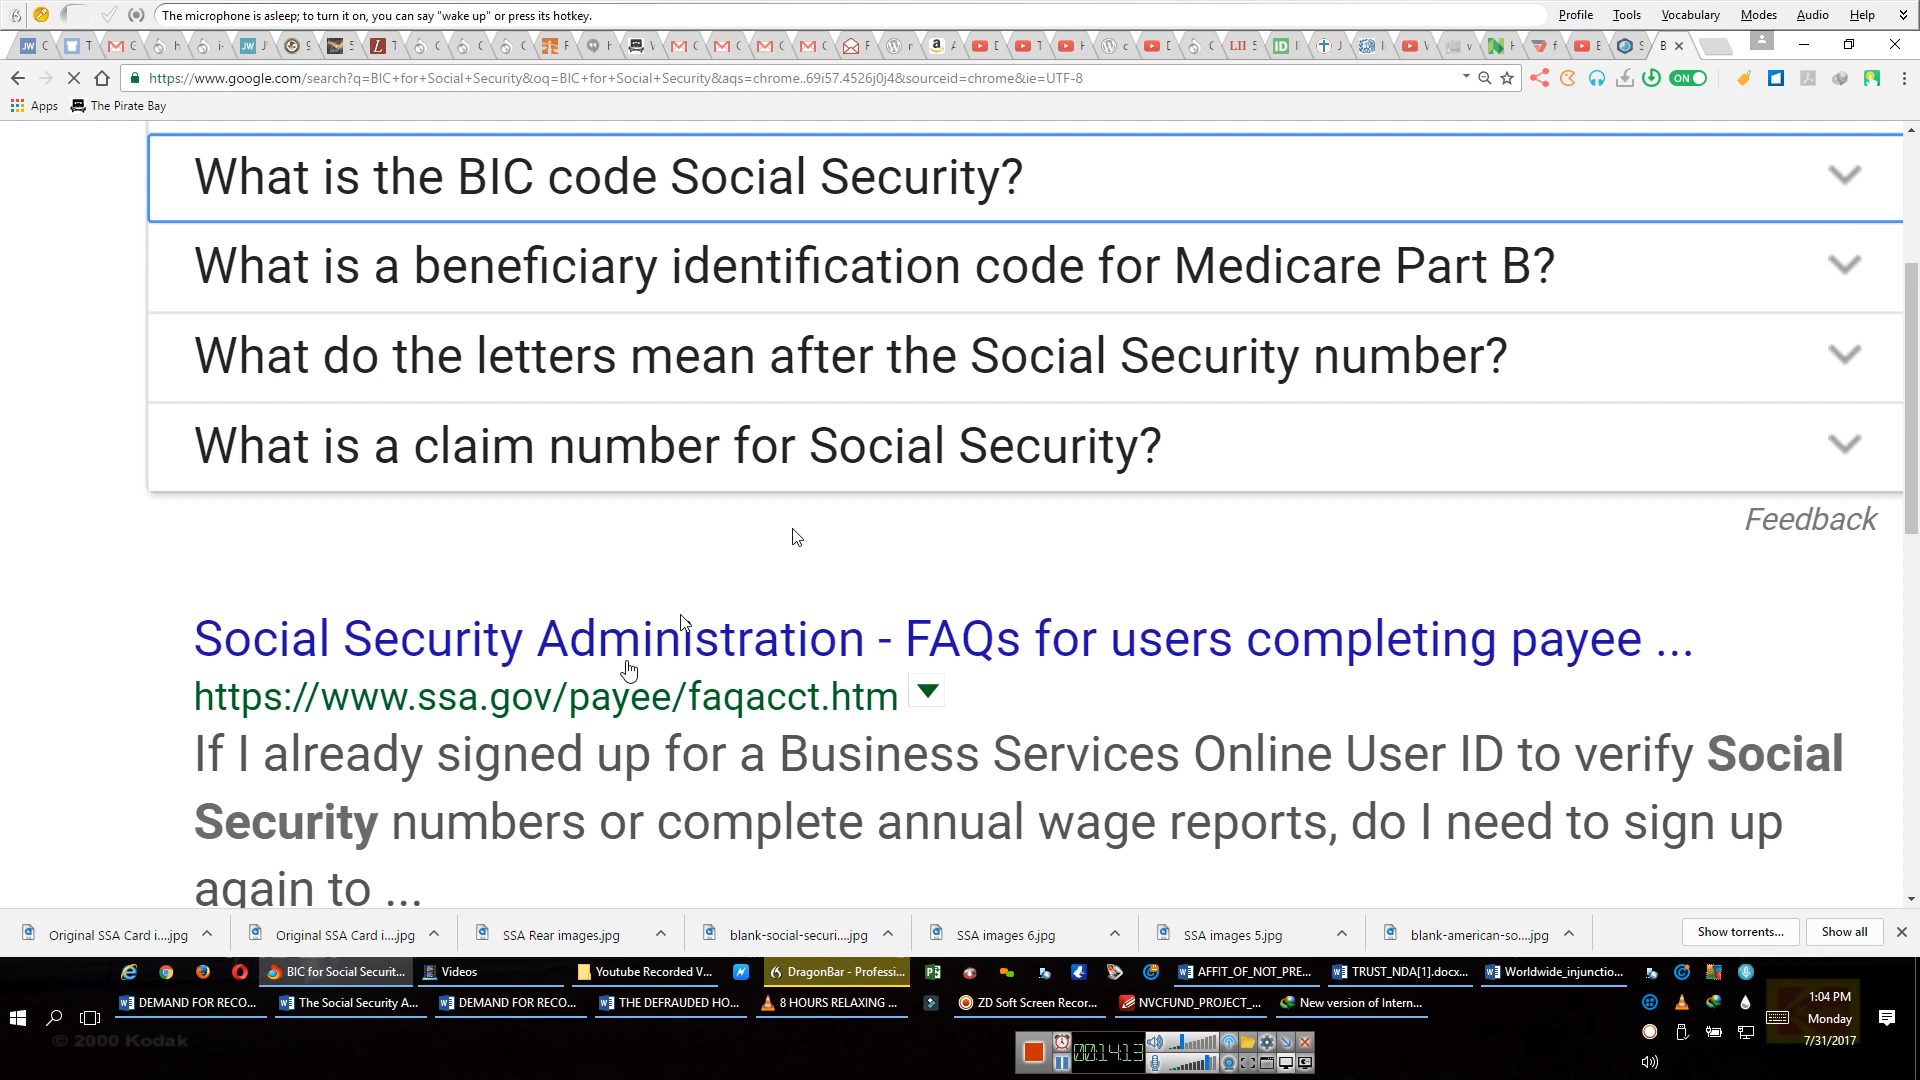 The microphone is asleep; to turn it on, you can say "wake up" or press its hotkey.
Profile Tools Vocabulary Modes Audio Help
https://www.google.com/search?q=BIC+for+Social+Security&oq=BIC+for+Social+Security&aqs=chrome..69i57.4526j0j4&sourceid=chrome&ie=UTF-8
ON
Apps The Pirate Bay
What is the BIC code Social Security?
What is a beneficiary identification code for Medicare Part B?
What do the letters mean after the Social Security number?
What is a claim number for Social Security?
Feedback
Social Security Administration - FAQs for users completing payee ...
https://www.ssa.gov/payee/faqacct.htm
If I already signed up for a Business Services Online User ID to verify Social
Security numbers or complete annual wage reports, do I need to sign up
again to ...
Original SSA Card i....jpg Original SSA Card i....jpg SSA Rear images.jpg blank-social-securi....jpg SSA images 6.jpg SSA images 5.jpg blank-american-so....jpg Show torrents... Show all
BIC for Social Securit... Videos Youtube Recorded V... DragonBar - Professi... AFFIT_OF_NOT_PRE... TRUST_NDA[1].docx... Worldwide_injunctio...
DEMAND FOR RECO... The Social Security A... DEMAND FOR RECO... THE DEFRAUDED HO... 8 HOURS RELAXING ... ZD Soft Screen Recor... NVCFUND_PROJECT_... New version of Intern...
1:04 PM
Monday
7/31/2017
© 2000 Kodak
00:14:13